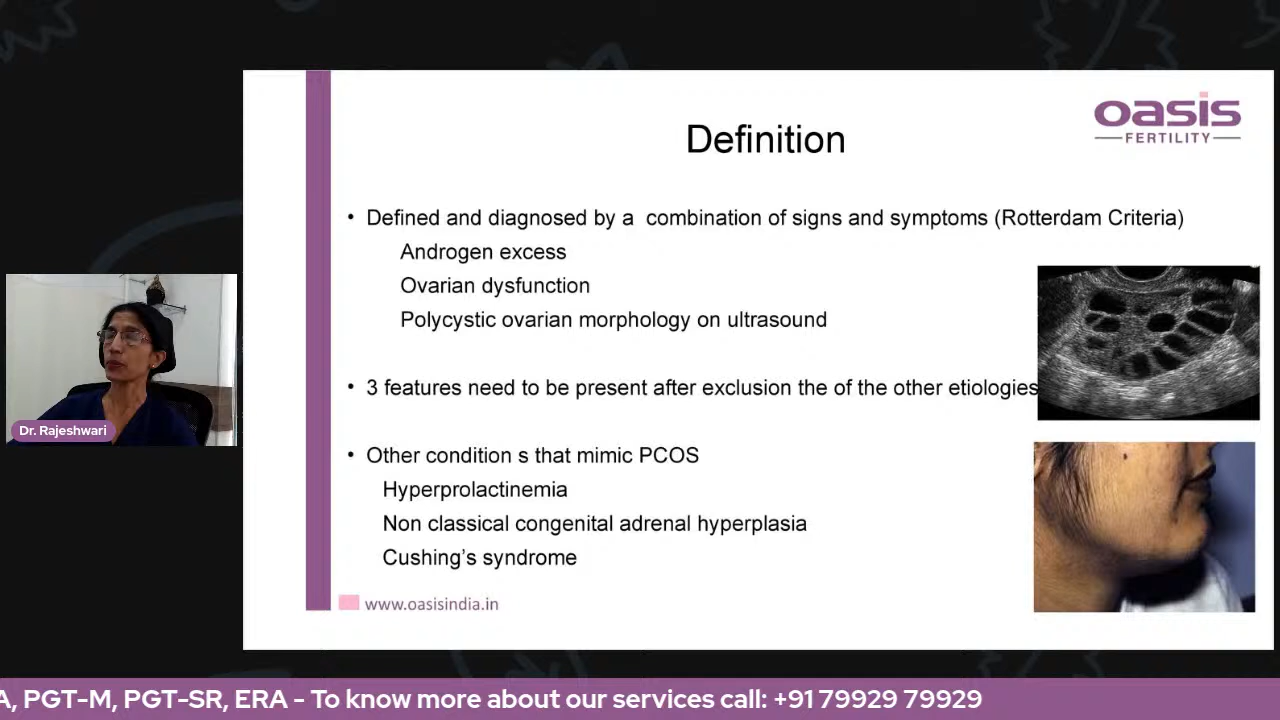 oasis
FERTILITY
Definition
• Defined and diagnosed by a combination of signs and symptoms (Rotterdam Criteria)
Androgen excess
Ovarian dysfunction
Polycystic ovarian morphology on ultrasound
• 3 features need to be present after exclusion the of the other etiologies
• Other condition s that mimic PCOS
Hyperprolactinemia
Non classical congenital adrenal hyperplasia
Cushing’s syndrome
www.oasisindia.in
Dr. Rajeshwari
A, PGT-M, PGT-SR, ERA - To know more about our services call: +91 79929 79929